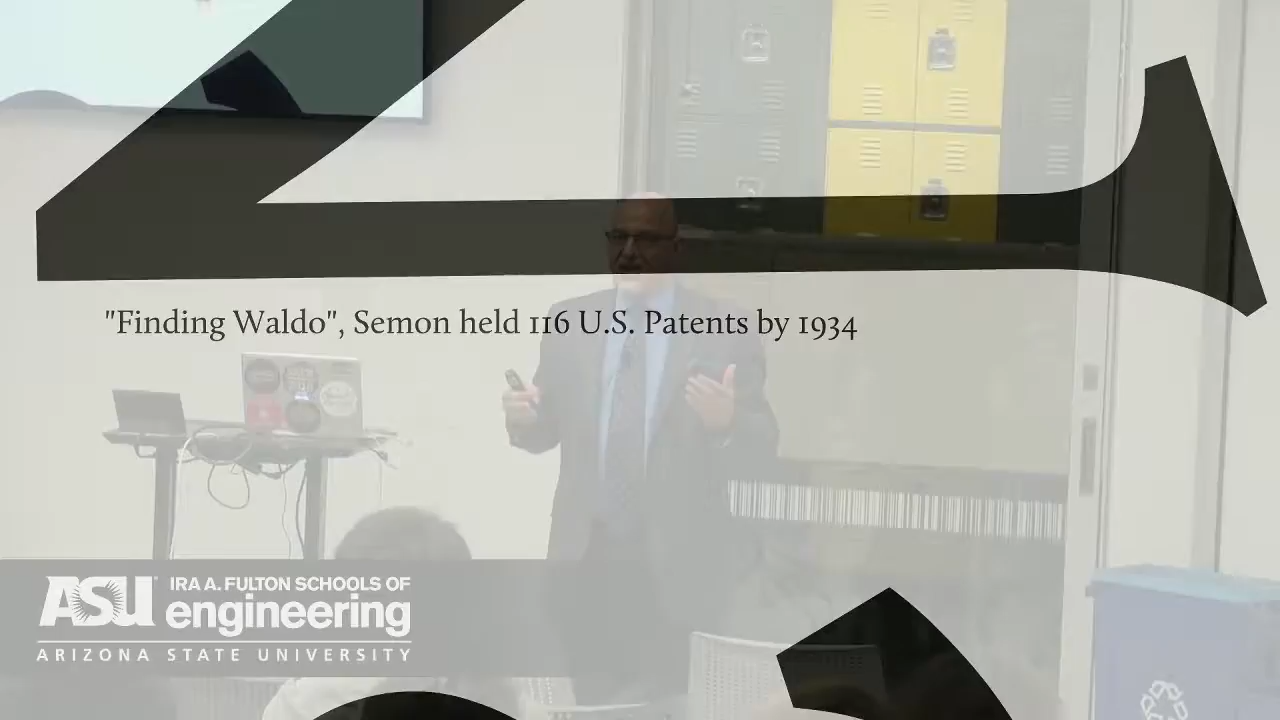 "Finding Waldo", Semon held 116 U.S. Patents by 1934
ASU IRA A. FULTON SCHOOLS OF
engineering
ARIZONA STATE UNIVERSITY